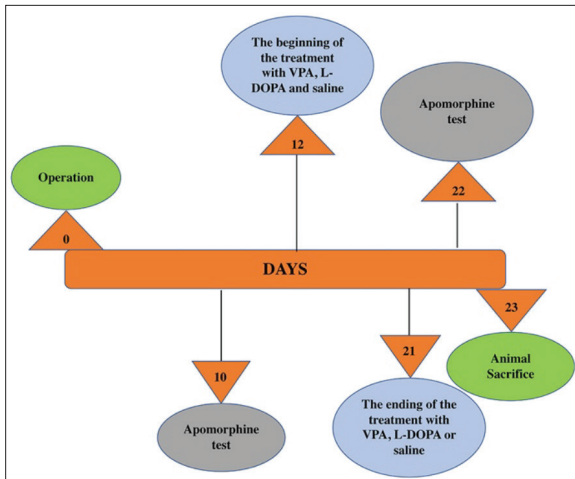 The beginning of
the treatment
with VPA, L-
DOPA and saline
12
Apomorphine
test
22
Operation
0
DAYS
10
Apomorphine
test
21
The ending of the
treatment with
VPA, L-DOPA or
saline
23
Animal
Sacrifice